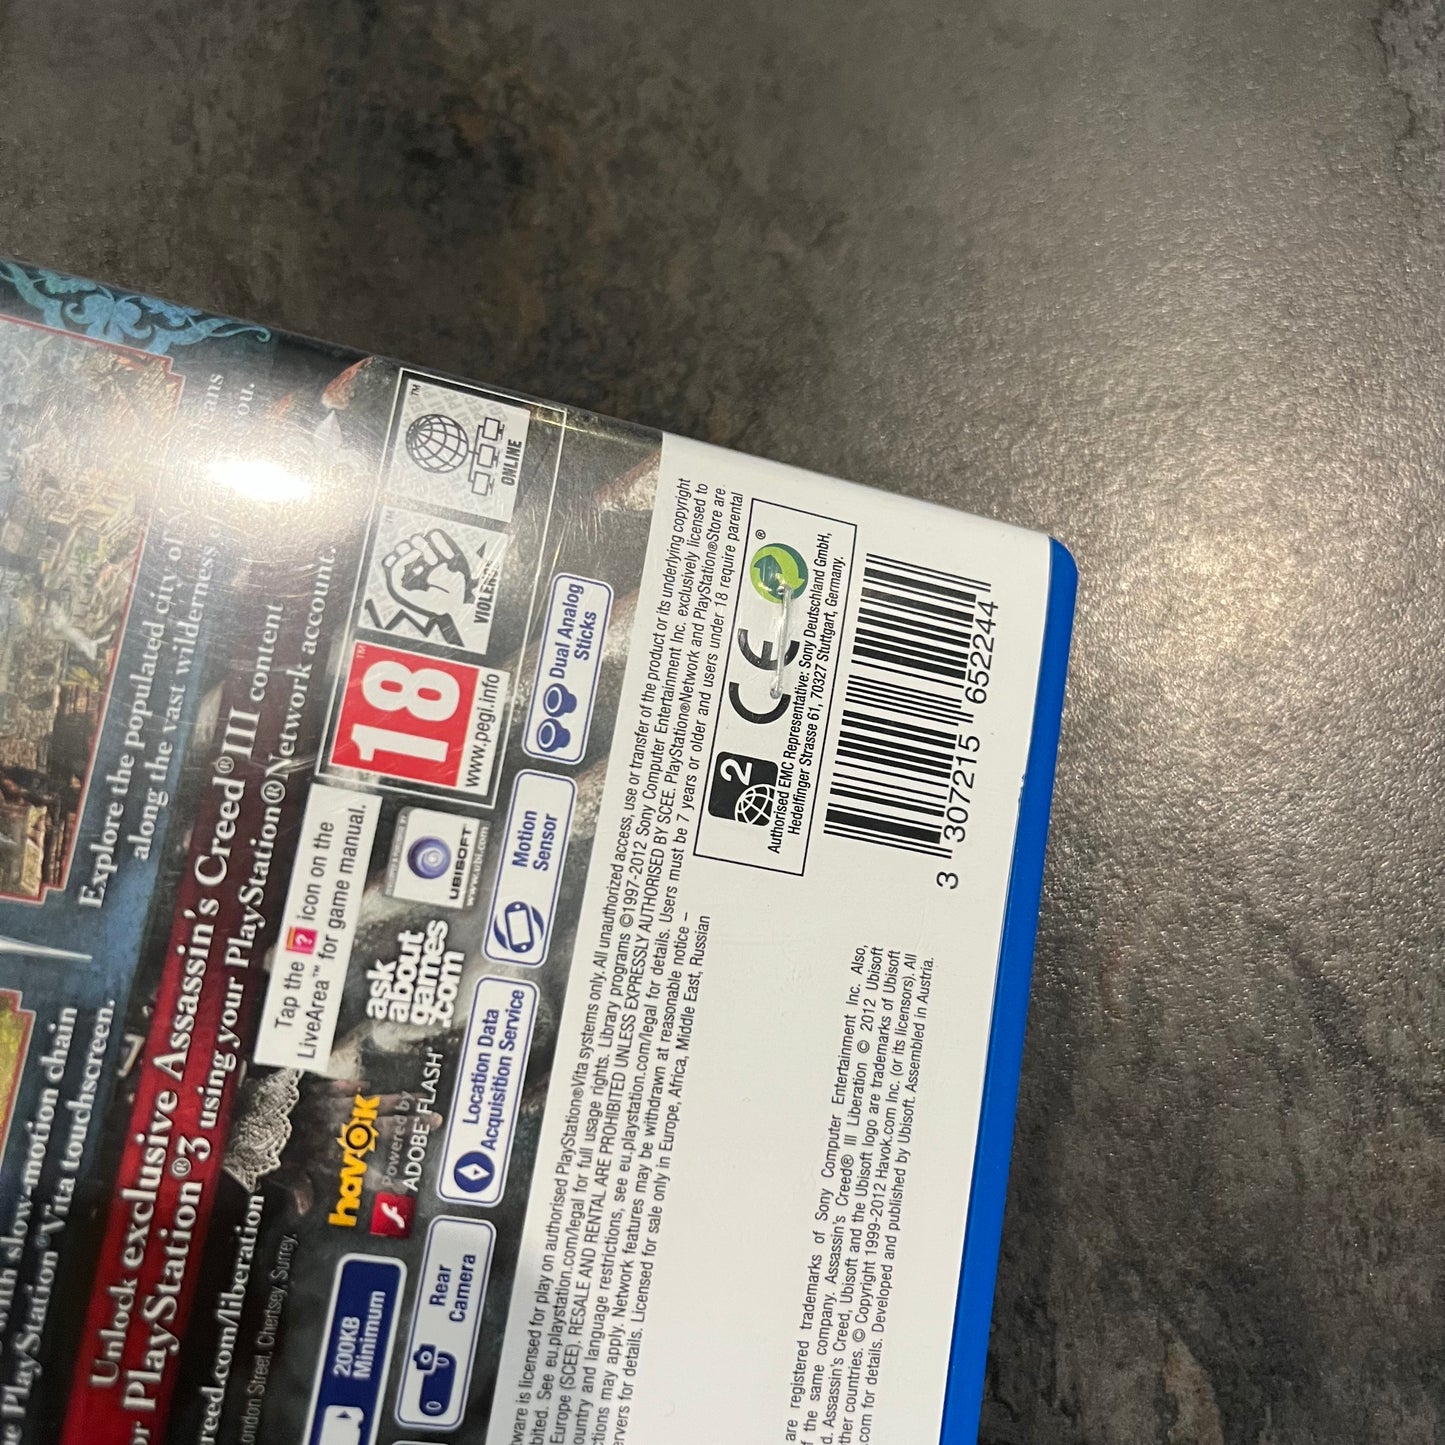 eans
Explore the populated city of
along the vast wilderness
ou.
with slow-motion chain
PlayStation®Vita touchscreen.
Unlock exclusive Assassin's Creed®III content
or PlayStation®3 using your PlayStation®Network account.
reed.com/liberation
ondon Street, Chertsey, Surrey.
Tap the ? icon on the
LiveArea™ for game manual.
18
www.pegi.info
VIOLENCE
ONLINE
TM
havok
Powered by
ADOBE® FLASH®
ask
about
games
.com
UBISOFT
200KB
Minimum
Rear
Camera
0
Location Data
Acquisition Service
Motion
Sensor
Dual Analog
Sticks
tware is licensed for play on authorised PlayStation®Vita systems only. All unauthorized access, use or transfer of the product or its underlying copyright
bited. See eu.playstation.com/legal for full usage rights. Library programs ©1997-2012 Sony Computer Entertainment Inc. exclusively licensed to
Europe (SCEE). RESALE AND RENTAL ARE PROHIBITED UNLESS EXPRESSLY AUTHORISED BY SCEE. PlayStation®Network and PlayStation®Store are
ountry and language restrictions, see eu.playstation.com/legal for details. Users must be 7 years or older and users under 18 require parental
ctions may apply. Network features may be withdrawn at reasonable notice –
ervers for details. Licensed for sale only in Europe, Africa, Middle East, Russian
2
CE
®
Authorised EMC Representative: Sony Deutschland GmbH,
Hedelfinger Strasse 61, 70327 Stuttgart, Germany.
3 307215 652244
are registered trademarks of Sony Computer Entertainment Inc. Also,
f the same company. Assassin's Creed® III Liberation © 2012 Ubisoft
d. Assassin's Creed, Ubisoft and the Ubisoft logo are trademarks of Ubisoft
ther countries. © Copyright 1999-2012 Havok.com Inc. (or its licensors). All
.com for details. Developed and published by Ubisoft. Assembled in Austria.